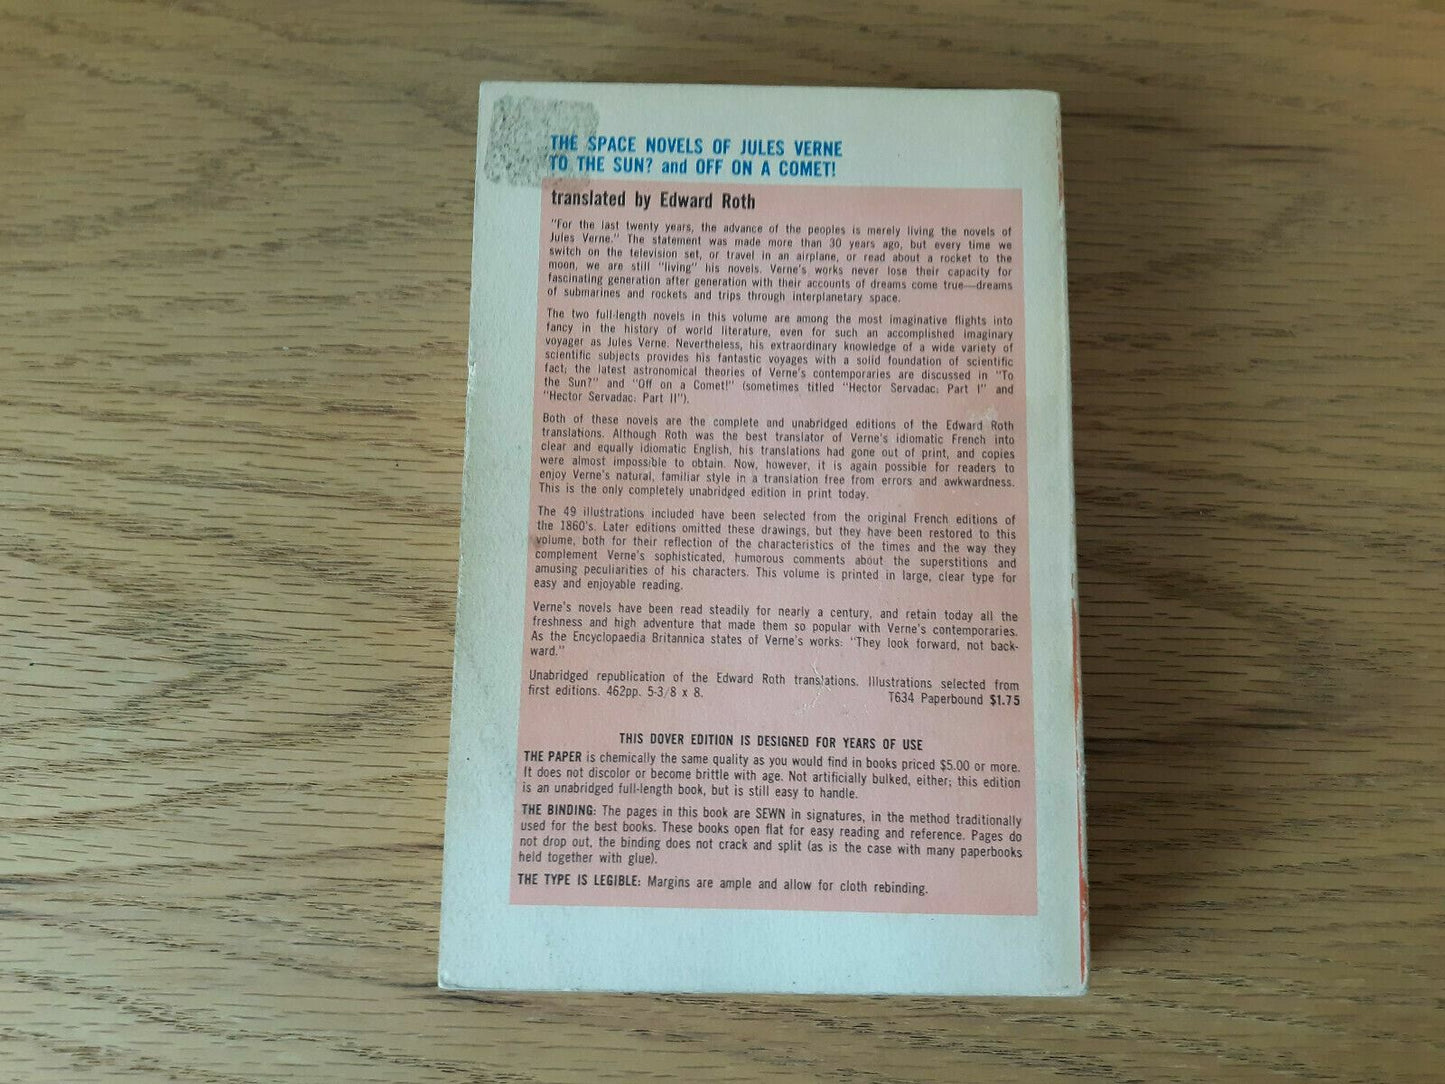 THE SPACE NOVELS OF JULES VERNE
TO THE SUN? and OFF ON A COMET!
translated by Edward Roth
"For the last twenty years, the advance of the peoples is merely living the novels of
Jules Verne." The statement was made more than 30 years ago, but every time we
switch on the television set, or travel in an airplane, or read about a rocket to the
moon, we are still "living" his novels. Verne's works never lose their capacity for
fascinating generation after generation with their accounts of dreams come true—dreams
of submarines and rockets and trips through interplanetary space.
The two full-length novels in this volume are among the most imaginative flights into
fancy in the history of world literature, even for such an accomplished imaginary
voyager as Jules Verne. Nevertheless, his extraordinary knowledge of a wide variety of
scientific subjects provides his fantastic voyages with a solid foundation of scientific
fact; the latest astronomical theories of Verne's contemporaries are discussed in "To
the Sun?" and "Off on a Comet!" (sometimes titled "Hector Servadac: Part I" and
"Hector Servadac: Part II").
Both of these novels are the complete and unabridged editions of the Edward Roth
translations. Although Roth was the best translator of Verne's idiomatic French into
clear and equally idiomatic English, his translations had gone out of print, and copies
were almost impossible to obtain. Now, however, it is again possible for readers to
enjoy Verne's natural, familiar style in a translation free from errors and awkwardness.
This is the only completely unabridged edition in print today.
The 49 illustrations included have been selected from the original French editions of
the 1860's. Later editions omitted these drawings, but they have been restored to this
volume, both for their reflection of the characteristics of the times and the way they
complement Verne's sophisticated, humorous comments about the superstitions and
amusing peculiarities of his characters. This volume is printed in large, clear type for
easy and enjoyable reading.
Verne's novels have been read steadily for nearly a century, and retain today all the
freshness and high adventure that made them so popular with Verne's contemporaries.
As the Encyclopaedia Britannica states of Verne's works: "They look forward, not back-
ward."
Unabridged republication of the Edward Roth translations. Illustrations selected from
first editions. 462pp. 5-3/8 x 8. T634 Paperbound $1.75
THIS DOVER EDITION IS DESIGNED FOR YEARS OF USE
THE PAPER is chemically the same quality as you would find in books priced $5.00 or more.
It does not discolor or become brittle with age. Not artificially bulked, either; this edition
is an unabridged full-length book, but is still easy to handle.
THE BINDING: The pages in this book are SEWN in signatures, in the method traditionally
used for the best books. These books open flat for easy reading and reference. Pages do
not drop out, the binding does not crack and split (as is the case with many paperbooks
held together with glue).
THE TYPE IS LEGIBLE: Margins are ample and allow for cloth rebinding.